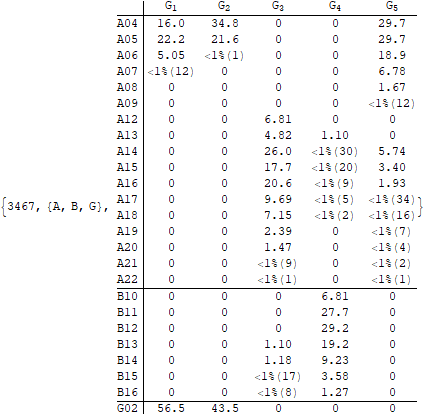 G₁ G₂ G₃ G₄ G₅
A04 16.0 34.8 0 0 29.7
A05 22.2 21.6 0 0 29.7
A06 5.05 <1%(1) 0 0 18.9
A07 <1%(12) 0 0 0 6.78
A08 0 0 0 0 1.67
A09 0 0 0 0 <1%(12)
A12 0 0 6.81 0 0
A13 0 0 4.82 1.10 0
A14 0 0 26.0 <1%(30) 5.74
A15 0 0 17.7 <1%(20) 3.40
A16 0 0 20.6 <1%(9) 1.93
{3467, {A, B, G}, A17 0 0 9.69 <1%(5) <1%(34) }
A18 0 0 7.15 <1%(2) <1%(16)
A19 0 0 2.39 0 <1%(7)
A20 0 0 1.47 0 <1%(4)
A21 0 0 <1%(9) 0 <1%(2)
A22 0 0 <1%(1) 0 <1%(1)
B10 0 0 0 6.81 0
B11 0 0 0 27.7 0
B12 0 0 0 29.2 0
B13 0 0 1.10 19.2 0
B14 0 0 1.18 9.23 0
B15 0 0 <1%(17) 3.58 0
B16 0 0 <1%(8) 1.27 0
G02 56.5 43.5 0 0 0